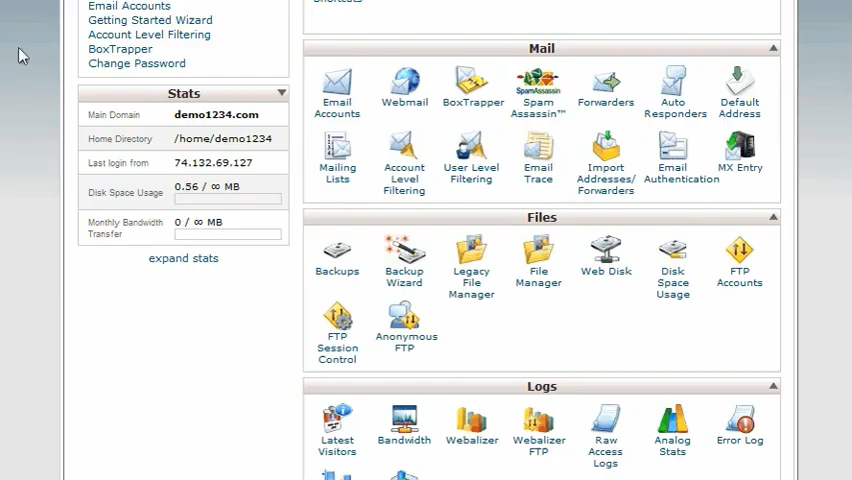 Email Accounts
Getting Started Wizard
Account Level Filtering
BoxTrapper
Change Password
Stats
Main Domain demo1234.com
Home Directory /home/demo1234
Last login from 74.132.69.127
Disk Space Usage 0.56 / ∞ MB
Monthly Bandwidth
Transfer
0 / ∞ MB
expand stats
Shortcuts
Mail
Email
Accounts
Webmail
BoxTrapper
SpamAssassin
Spam
Assassin™
Forwarders
Auto
Responders
Default
Address
Mailing
Lists
Account
Level
Filtering
User Level
Filtering
Email
Trace
Import
Addresses/
Forwarders
Email
Authentication
MX Entry
Files
Backups
Backup
Wizard
Legacy
File
Manager
File
Manager
Web Disk
Disk
Space
Usage
FTP
Accounts
FTP
Session
Control
Anonymous
FTP
Logs
Latest
Visitors
Bandwidth
Webalizer
Webalizer
FTP
Raw
Access
Logs
Analog
Stats
Error Log